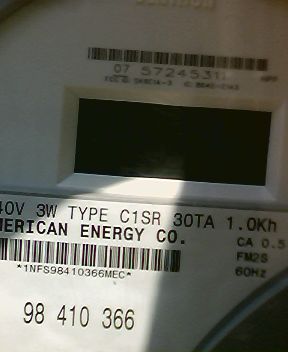 07 5724531
40V 3W TYPE C1SR 30TA 1.0Kh
MERICAN ENERGY CO.
CA 0.5
*1NFS98410366MEC*
FM2S
60Hz
98 410 366